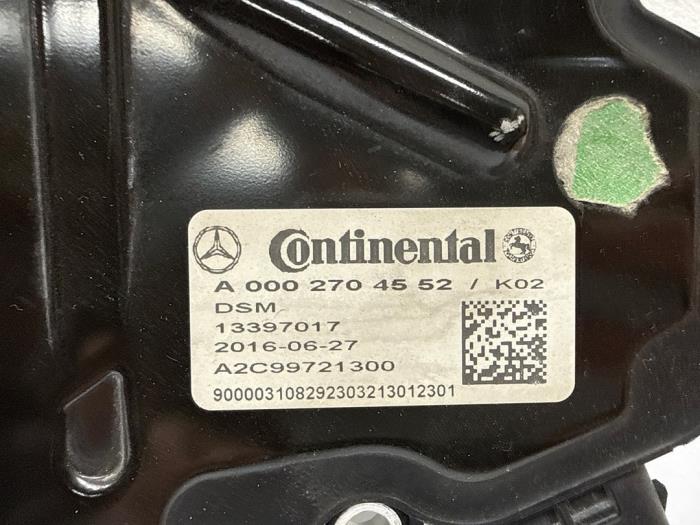 Continental
A 000 270 45 52 / K02
DSM
13397017
2016-06-27
A2C99721300
900003108292303213012301